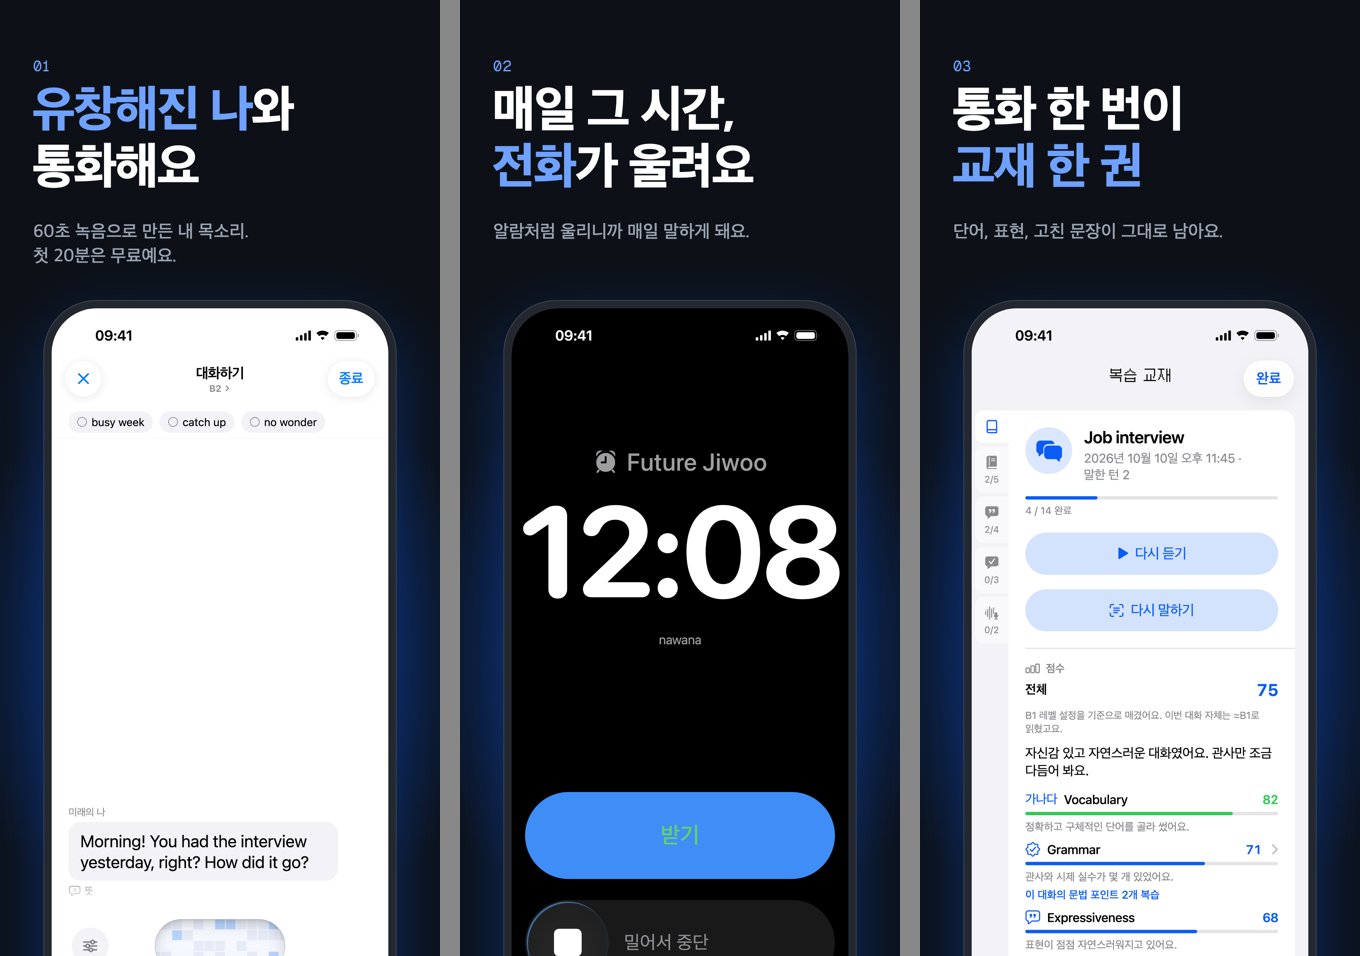 01
유창해진 나와
통화해요
60초 녹음으로 만든 내 목소리.
첫 20분은 무료예요.
09:41
대화하기
B2 >
종료
busy week
catch up
no wonder
미래의 나
Morning! You had the interview
yesterday, right? How did it go?
뜻
02
매일 그 시간,
전화가 울려요
알람처럼 울리니까 매일 말하게 돼요.
09:41
Future Jiwoo
12:08
nawana
받기
밀어서 중단
03
통화 한 번이
교재 한 권
단어, 표현, 고친 문장이 그대로 남아요.
09:41
복습 교재
완료
2/5
2/4
0/3
0/2
Job interview
2026년 10월 10일 오후 11:45 ·
말한 턴 2
4 / 14 완료
다시 듣기
다시 말하기
점수
전체
75
B1 레벨 설정을 기준으로 매겼어요. 이번 대화 자체는 ≈B1로
읽혔고요.
자신감 있고 자연스러운 대화였어요. 관사만 조금
다듬어 봐요.
가나다 Vocabulary
82
정확하고 구체적인 단어를 골라 썼어요.
Grammar
71
관사와 시제 실수가 몇 개 있었어요.
이 대화의 문법 포인트 2개 복습
Expressiveness
68
표현이 점점 자연스러워지고 있어요.